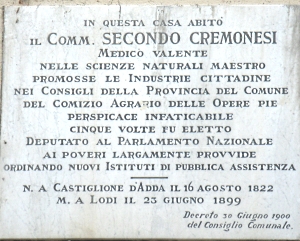 IN QUESTA CASA ABITÒ
IL COMM. SECONDO CREMONESI
MEDICO VALENTE
NELLE SCIENZE NATURALI MAESTRO
PROMOSSE LE INDUSTRIE CITTADINE
NEI CONSIGLI DELLA PROVINCIA DEL COMUNE
DEL COMIZIO AGRARIO DELLE OPERE PIE
PERSPICACE INFATICABILE
CINQUE VOLTE FU ELETTO
DEPUTATO AL PARLAMENTO NAZIONALE
AI POVERI LARGAMENTE PROVVIDE
ORDINANDO NUOVI ISTITUTI DI PUBBLICA ASSISTENZA
N. A CASTIGLIONE D'ADDA IL 16 AGOSTO 1822
M. A LODI IL 23 GIUGNO 1899
Decreto 20 Giugno 1900
del Consiglio Comunale.